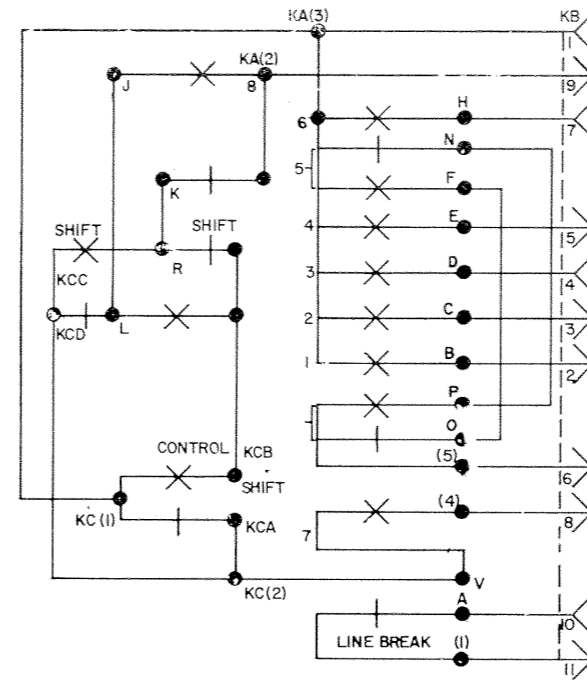 KA(3)
KB
1
KA(2)
J
8
9
6
H
7
N
5
K
F
SHIFT
SHIFT
4
E
5
R
KCC
3
D
4
2
C
3
KCD
L
1
B
2
P
O
CONTROL
KCB
(5)
SHIFT
6
KC(1)
KCA
(4)
8
7
V
KC(2)
A
10
LINE BREAK
(1)
11